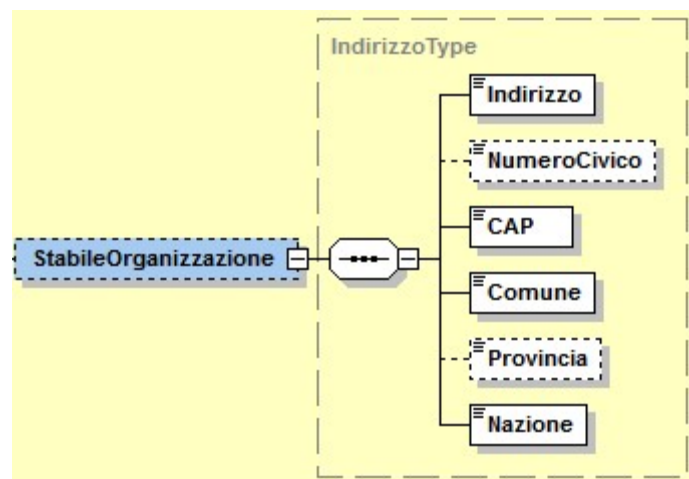 IndirizzoType
Indirizzo
NumeroCivico
CAP
StabileOrganizzazione
Comune
Provincia
Nazione